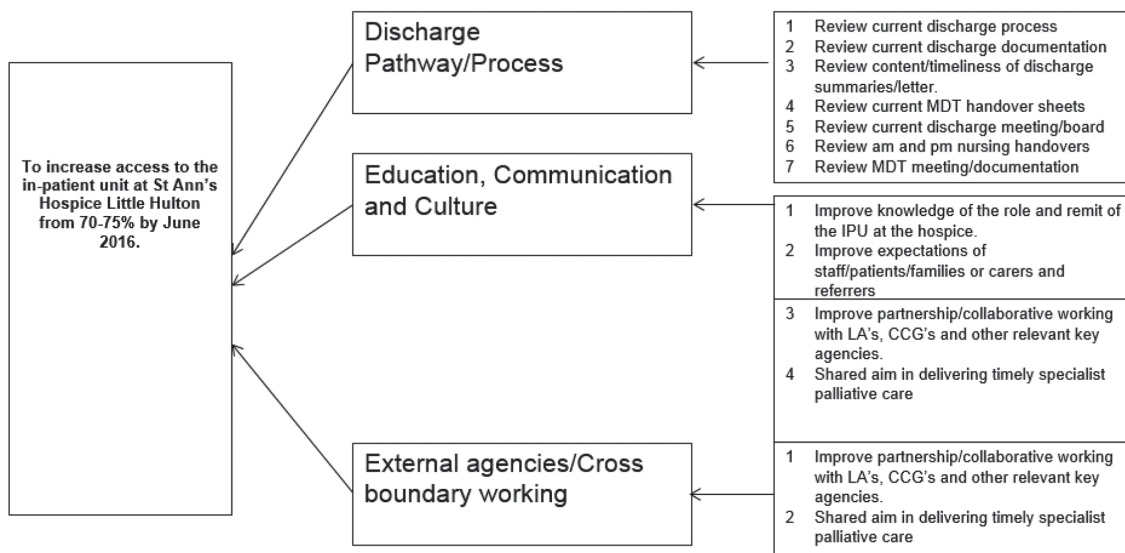 To increase access to the
in-patient unit at St Ann's
Hospice Little Hulton
from 70-75% by June
2016.
Discharge
Pathway/Process
1 Review current discharge process
2 Review current discharge documentation
3 Review content/timeliness of discharge
summaries/letter.
4 Review current MDT handover sheets
5 Review current discharge meeting/board
6 Review am and pm nursing handovers
7 Review MDT meeting/documentation
Education, Communication
and Culture
1 Improve knowledge of the role and remit of
the IPU at the hospice.
2 Improve expectations of
staff/patients/families or carers and
referrers
3 Improve partnership/collaborative working
with LA's, CCG's and other relevant key
agencies.
4 Shared aim in delivering timely specialist
palliative care
External agencies/Cross
boundary working
1 Improve partnership/collaborative working
with LA's, CCG's and other relevant key
agencies.
2 Shared aim in delivering timely specialist
palliative care